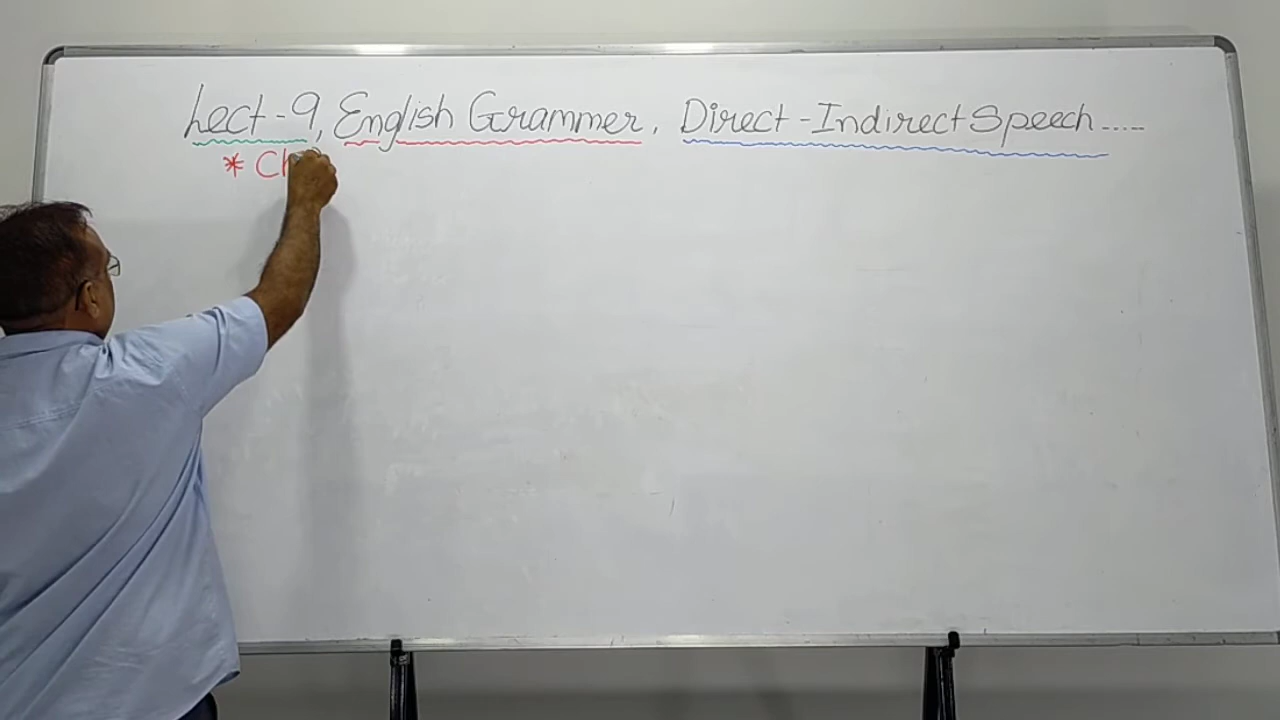 Lect-9, English Grammer, Direct-Indirect Speech.....
* Ch